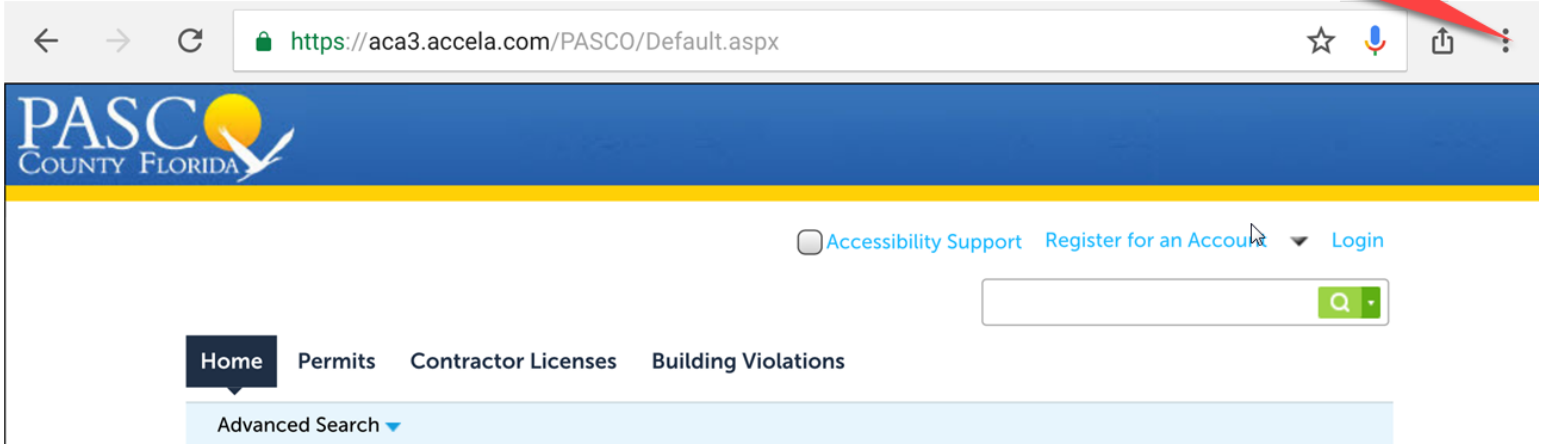 https://aca3.accela.com/PASCO/Default.aspx
PASCO
COUNTY FLORIDA
Accessibility Support Register for an Account Login
Home Permits Contractor Licenses Building Violations
Advanced Search